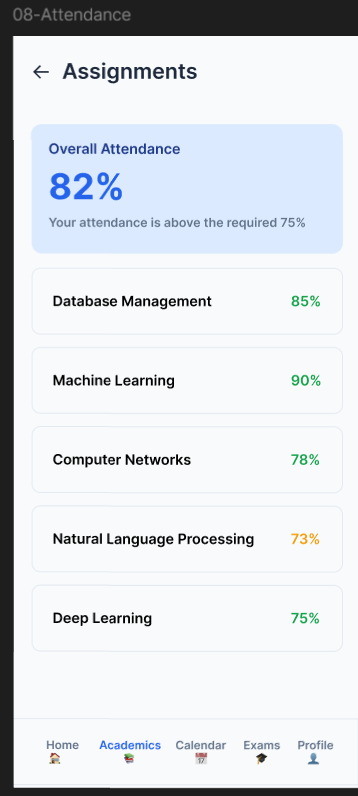 08-Attendance
← Assignments
Overall Attendance
82%
Your attendance is above the required 75%
Database Management 85%
Machine Learning 90%
Computer Networks 78%
Natural Language Processing 73%
Deep Learning 75%
Home Academics Calendar Exams Profile